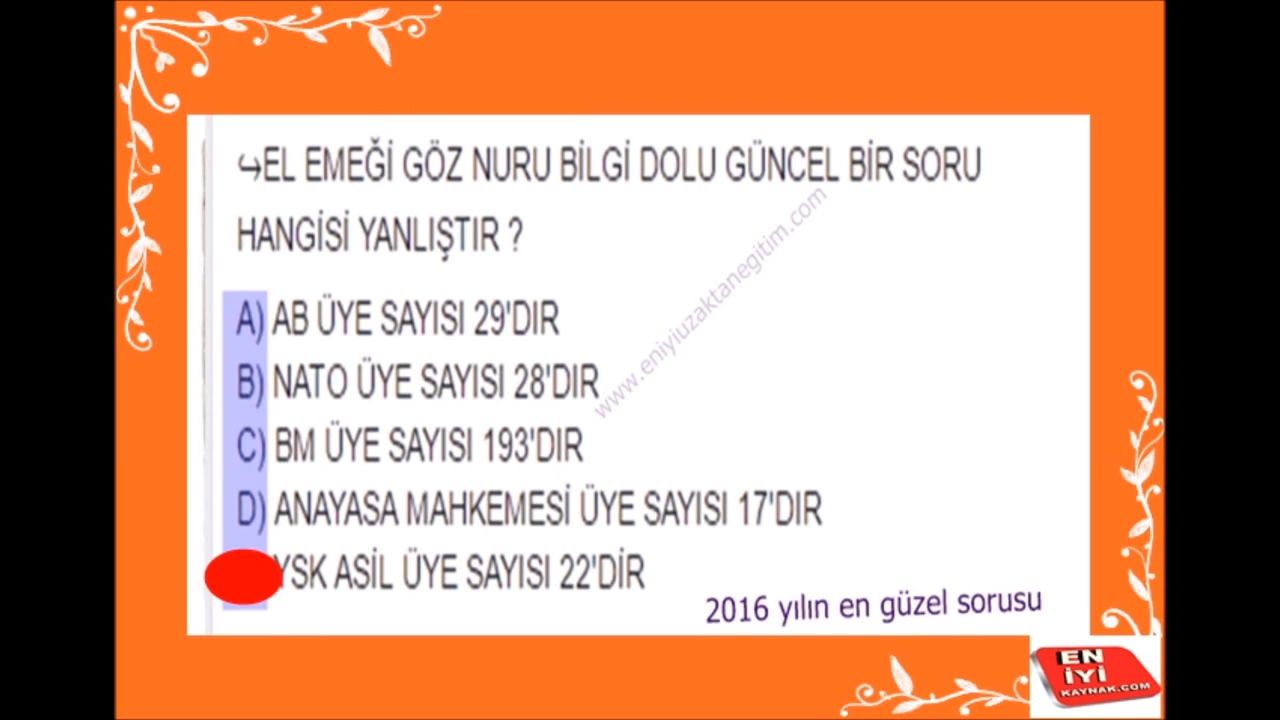 ↪EL EMEĞİ GÖZ NURU BİLGİ DOLU GÜNCEL BİR SORU
HANGİSİ YANLIŞTIR ?
A) AB ÜYE SAYISI 29'DIR
B) NATO ÜYE SAYISI 28'DIR
C) BM ÜYE SAYISI 193'DIR
D) ANAYASA MAHKEMESİ ÜYE SAYISI 17'DIR
YSK ASİL ÜYE SAYISI 22'DİR
www.eniyiuzaktanegitim.com
2016 yılın en güzel sorusu
EN
İYİ
KAYNAK.COM